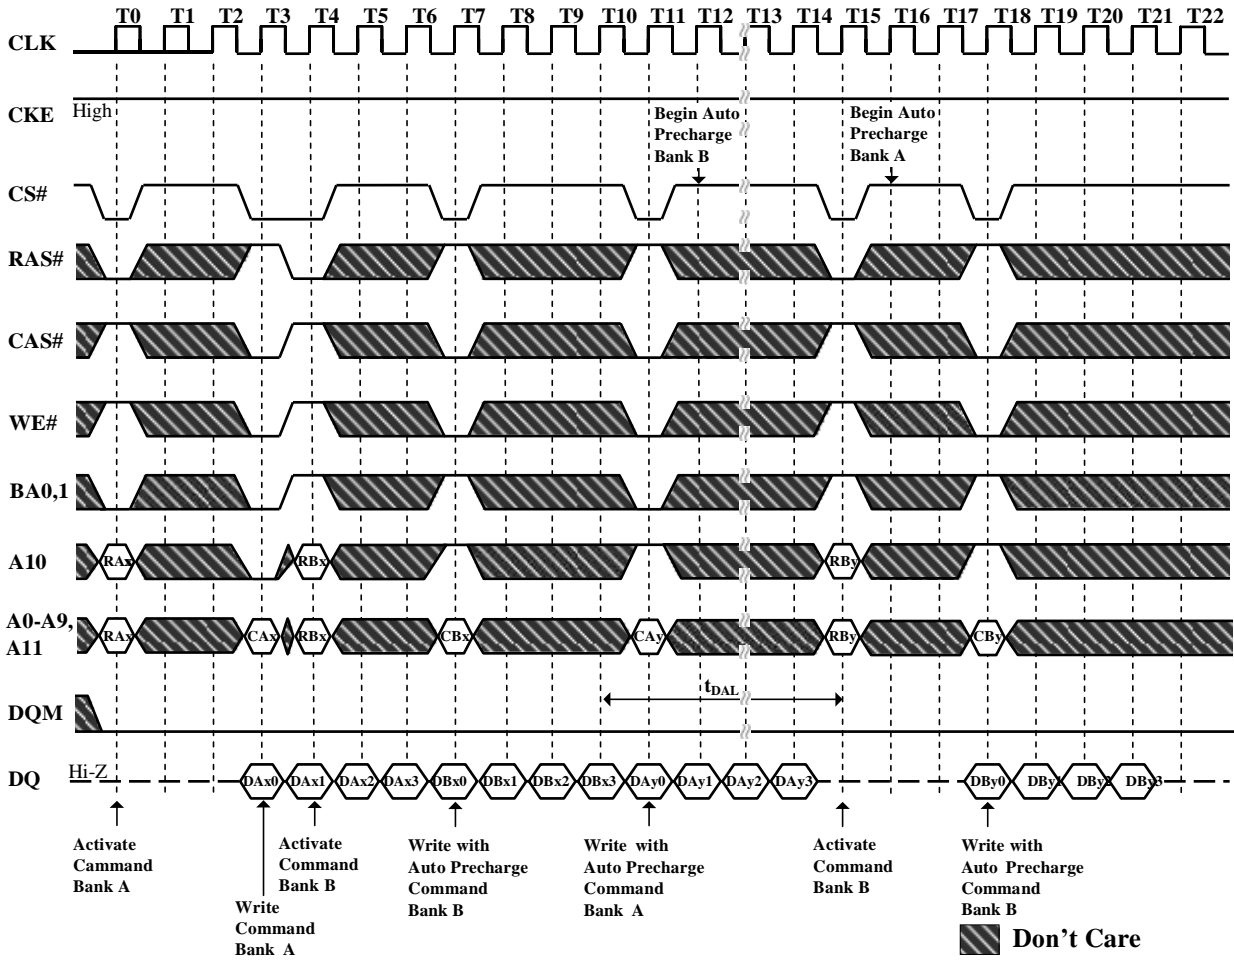 T0 T1 T2 T3 T4 T5 T6 T7 T8 T9 T10 T11 T12 T13 T14 T15 T16 T17 T18 T19 T20 T21 T22
CLK
CKE High
Begin Auto
Precharge
Bank B
Begin Auto
Precharge
Bank A
CS#
RAS#
CAS#
WE#
BA0,1
A10 RAx RBx RBy
A0-A9,
A11
RAx CAx RBx CBx CAy RBy CBy
tDAL
DQM
DQ Hi-Z DAx0 DAx1 DAx2 DAx3 DBx0 DBx1 DBx2 DBx3 DAy0 DAy1 DAy2 DAy3 DBy0 DBy1 DBy2 DBy3
Activate
Cammand
Bank A
Write
Command
Bank A
Activate
Command
Bank B
Write with
Auto Precharge
Command
Bank B
Write with
Auto Precharge
Command
Bank A
Activate
Command
Bank B
Write with
Auto Precharge
Command
Bank B
Don't Care